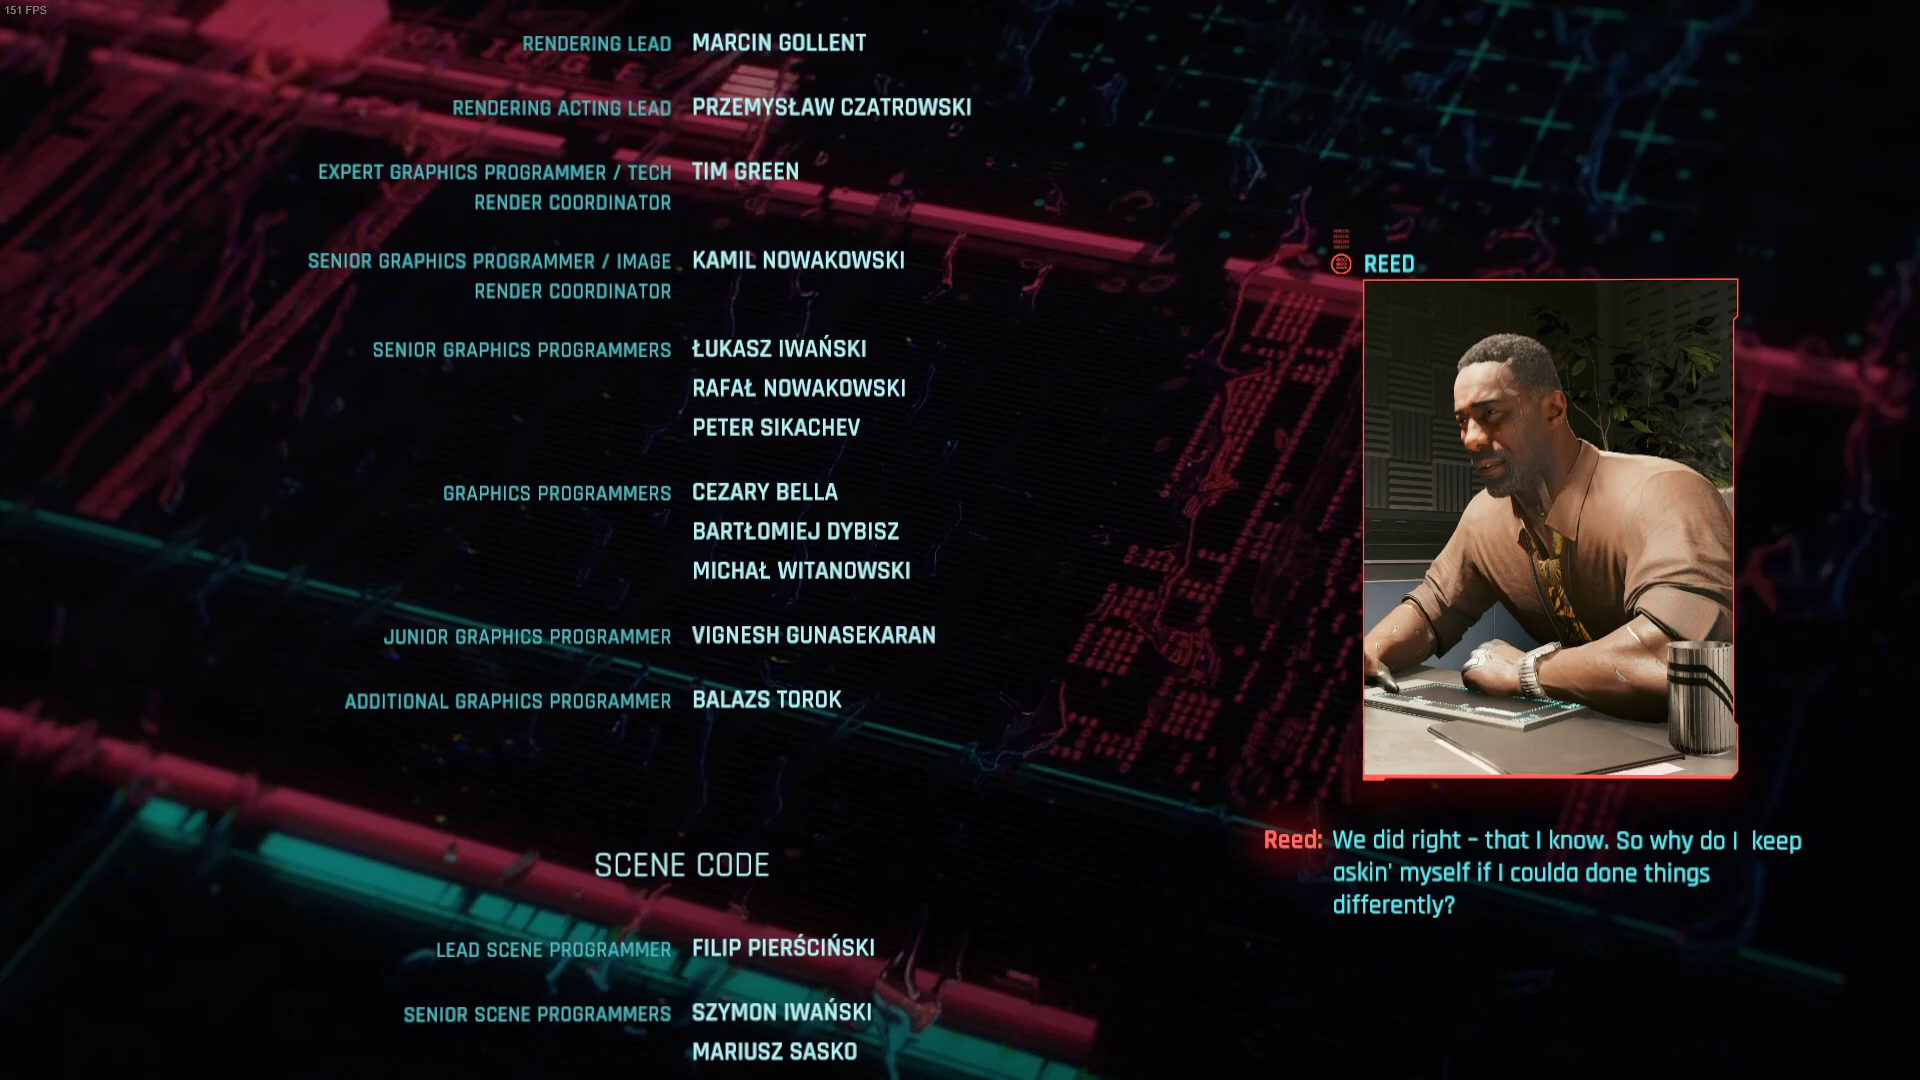 151 FPS
RENDERING LEAD MARCIN GOLLENT
RENDERING ACTING LEAD PRZEMYSŁAW CZATROWSKI
EXPERT GRAPHICS PROGRAMMER / TECH TIM GREEN
RENDER COORDINATOR
SENIOR GRAPHICS PROGRAMMER / IMAGE KAMIL NOWAKOWSKI
RENDER COORDINATOR
SENIOR GRAPHICS PROGRAMMERS ŁUKASZ IWAŃSKI
RAFAŁ NOWAKOWSKI
PETER SIKACHEV
GRAPHICS PROGRAMMERS CEZARY BELLA
BARTŁOMIEJ DYBISZ
MICHAŁ WITANOWSKI
JUNIOR GRAPHICS PROGRAMMER VIGNESH GUNASEKARAN
ADDITIONAL GRAPHICS PROGRAMMER BALAZS TOROK
SCENE CODE
LEAD SCENE PROGRAMMER FILIP PIERŚCIŃSKI
SENIOR SCENE PROGRAMMERS SZYMON IWAŃSKI
MARIUSZ SASKO
REED
Reed: We did right – that I know. So why do I keep
askin' myself if I coulda done things
differently?